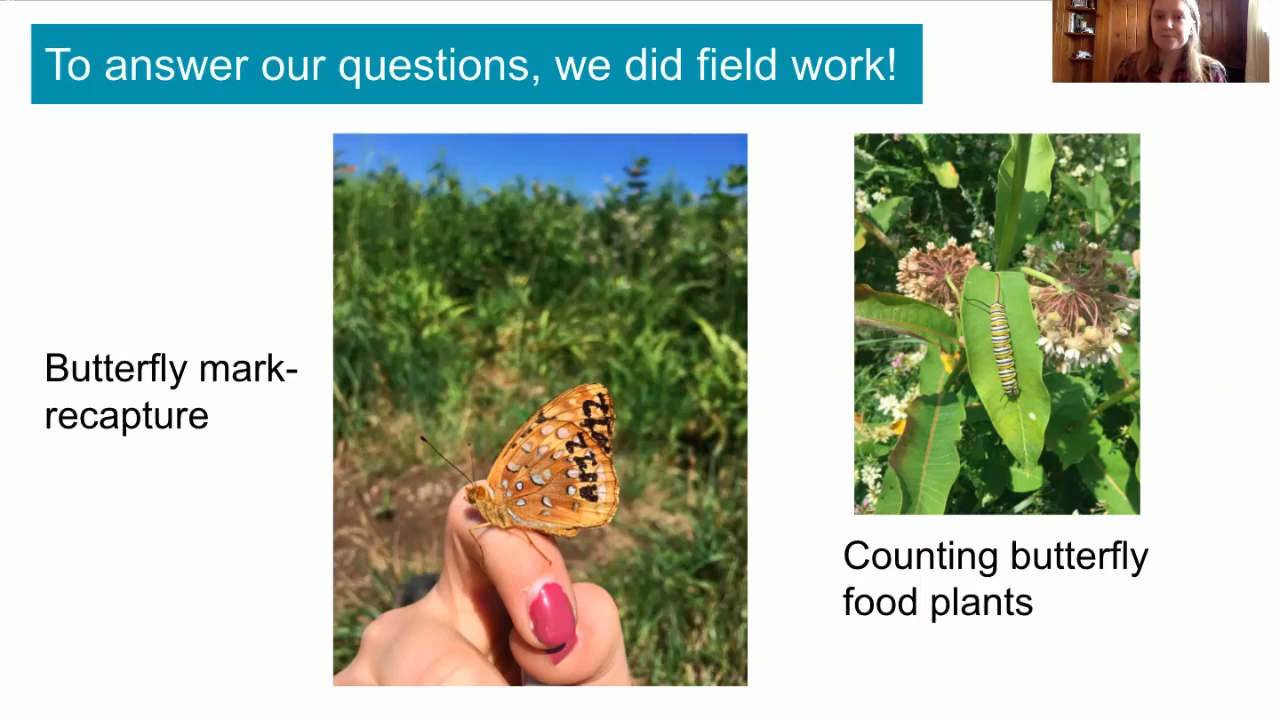 To answer our questions, we did field work!
Butterfly mark-
recapture
Counting butterfly
food plants